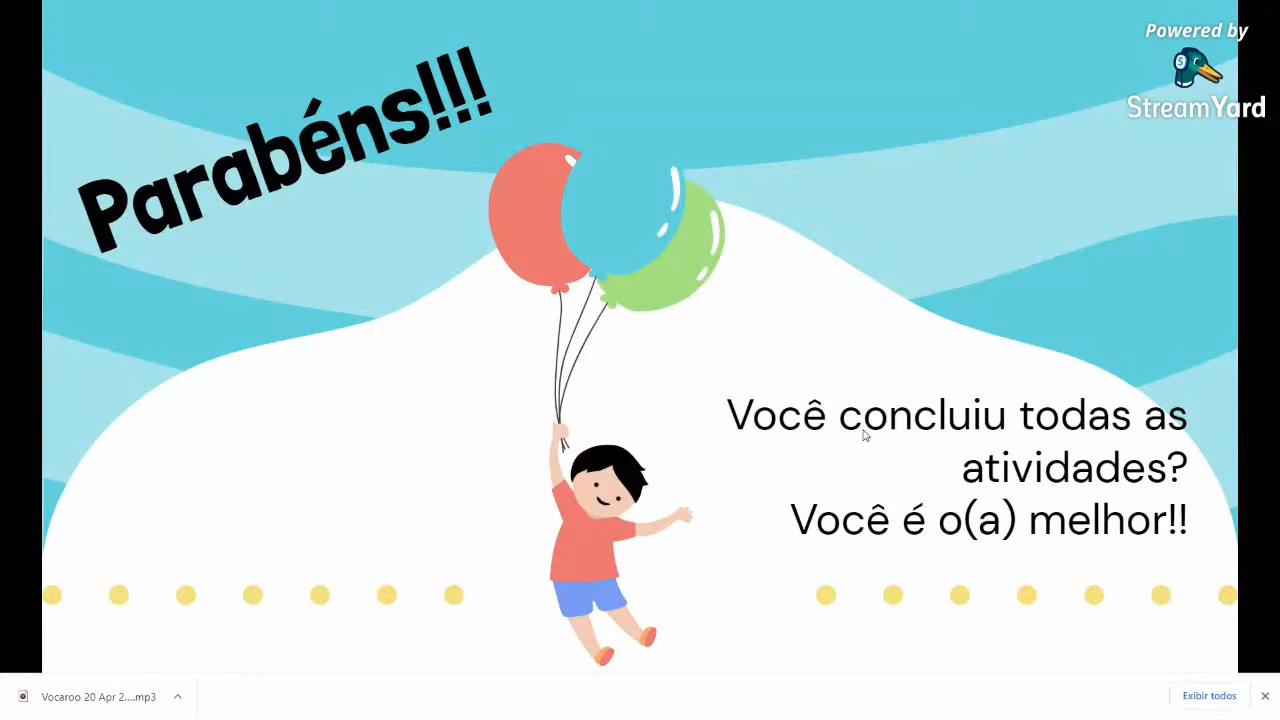 Powered by
StreamYard
Parabéns!!!
Você concluiu todas as
atividades?
Você é o(a) melhor!!
Vocaroo 20 Apr 2....mp3
Exibir todos